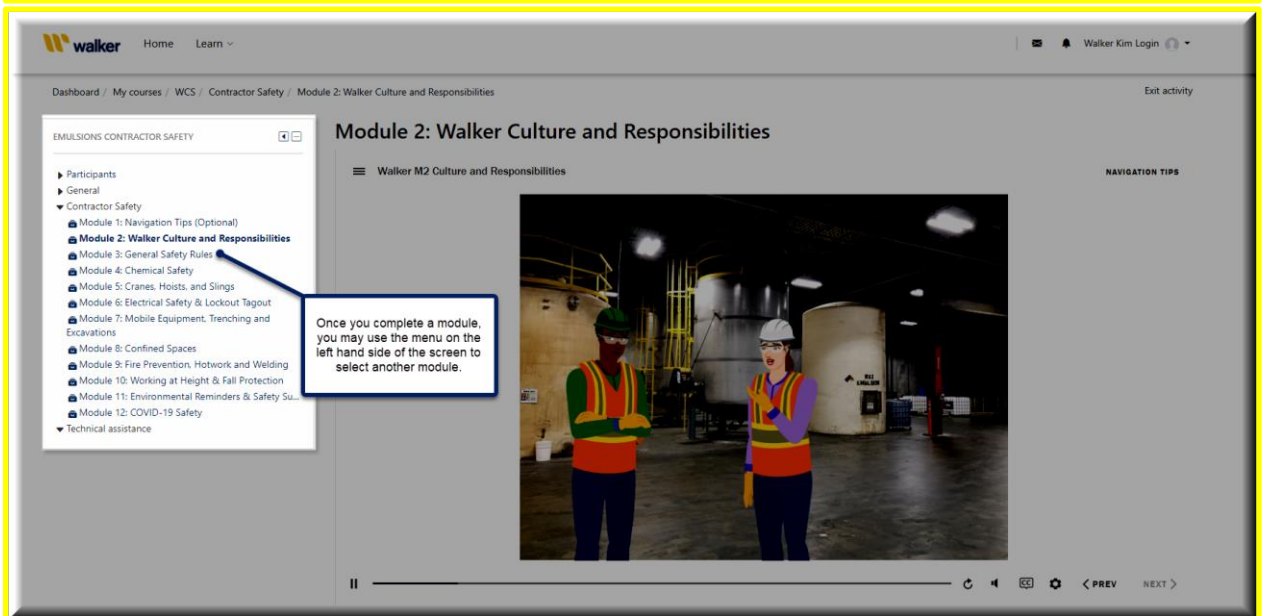 walker Home Learn Walker Kim Login
Dashboard / My courses / WCS / Contractor Safety / Module 2: Walker Culture and Responsibilities Exit activity
EMULSIONS CONTRACTOR SAFETY
Participants
General
Contractor Safety
Module 1: Navigation Tips (Optional)
Module 2: Walker Culture and Responsibilities
Module 3: General Safety Rules
Module 4: Chemical Safety
Module 5: Cranes, Hoists, and Slings
Module 6: Electrical Safety & Lockout Tagout
Module 7: Mobile Equipment, Trenching and
Excavations
Module 8: Confined Spaces
Module 9: Fire Prevention, Hotwork and Welding
Module 10: Working at Height & Fall Protection
Module 11: Environmental Reminders & Safety Su...
Module 12: COVID-19 Safety
Technical assistance
Once you complete a module,
you may use the menu on the
left hand side of the screen to
select another module.
Module 2: Walker Culture and Responsibilities
Walker M2 Culture and Responsibilities NAVIGATION TIPS
CC PREV NEXT